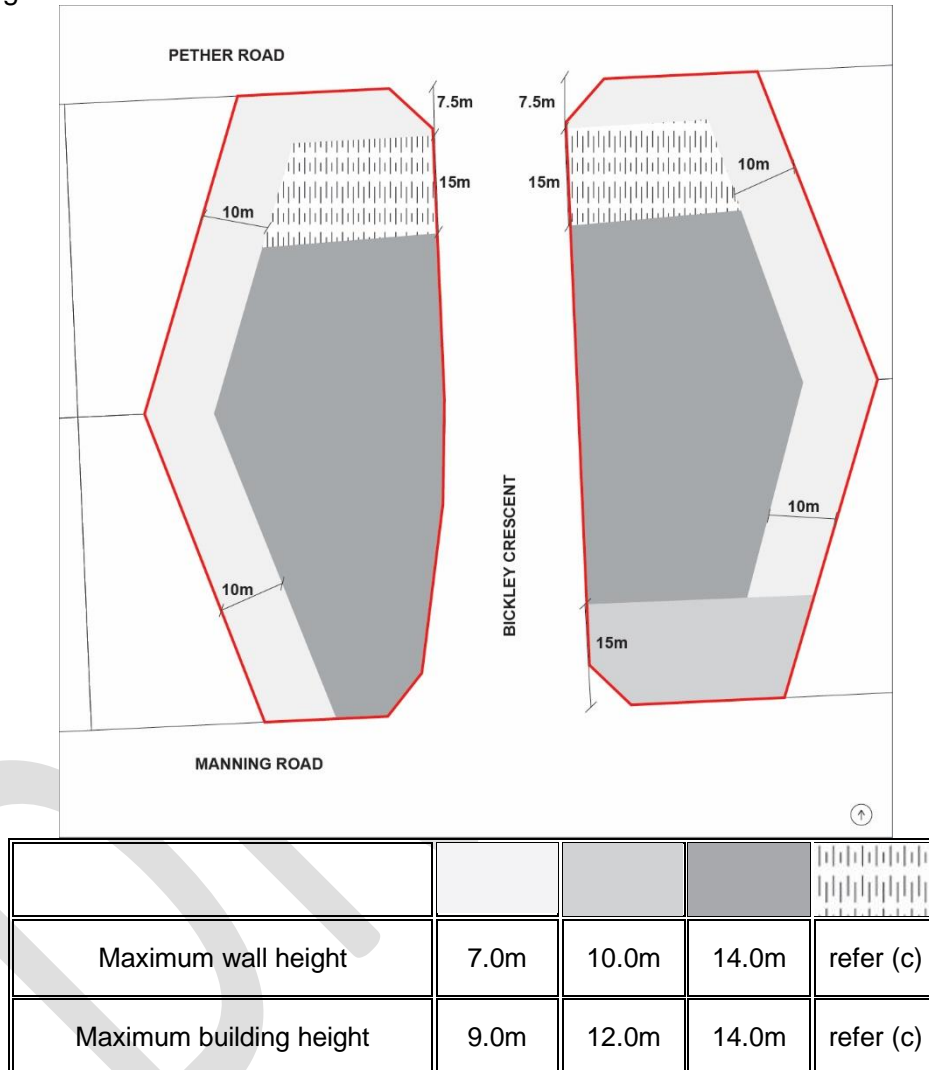 g
PETHER ROAD
7.5m
7.5m
15m
15m
10m
10m
10m
10m
BICKLEY CRESCENT
15m
MANNING ROAD
Maximum wall height 7.0m 10.0m 14.0m refer (c)
Maximum building height 9.0m 12.0m 14.0m refer (c)